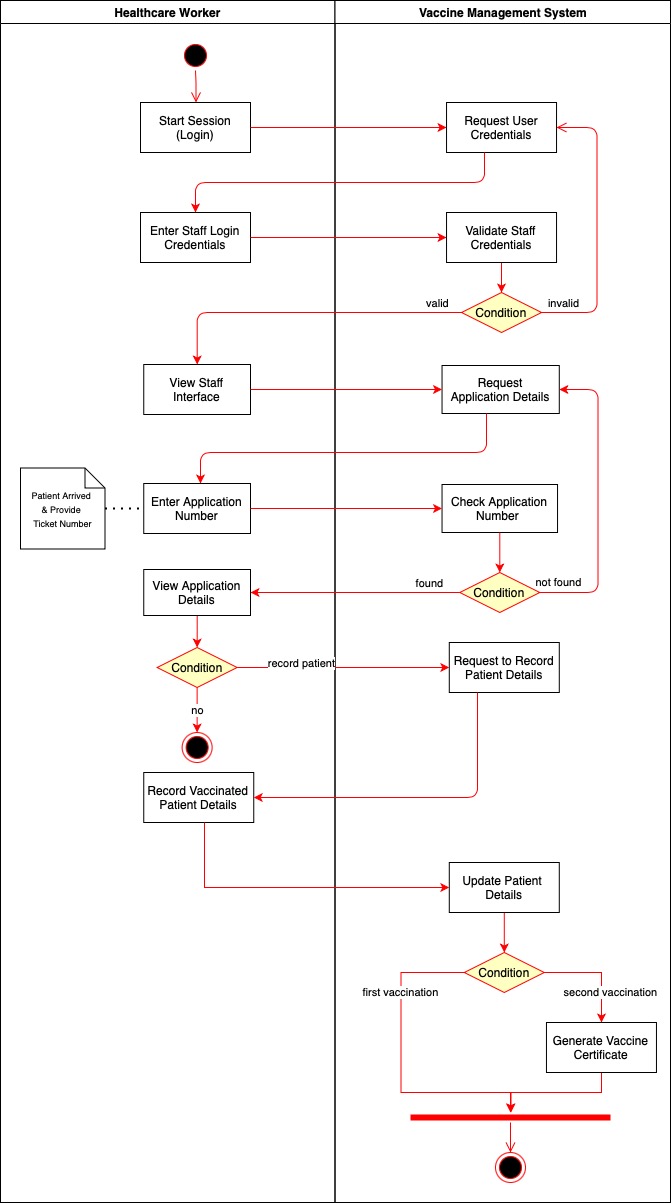 Healthcare Worker
Vaccine Management System
Start Session
(Login)
Request User
Credentials
Enter Staff Login
Credentials
Validate Staff
Credentials
Condition
valid
invalid
View Staff
Interface
Request
Application Details
Patient Arrived
& Provide
Ticket Number
Enter Application
Number
Check Application
Number
Condition
found
not found
View Application
Details
Condition
record patient
Request to Record
Patient Details
no
Record Vaccinated
Patient Details
Update Patient
Details
Condition
first vaccination
second vaccination
Generate Vaccine
Certificate